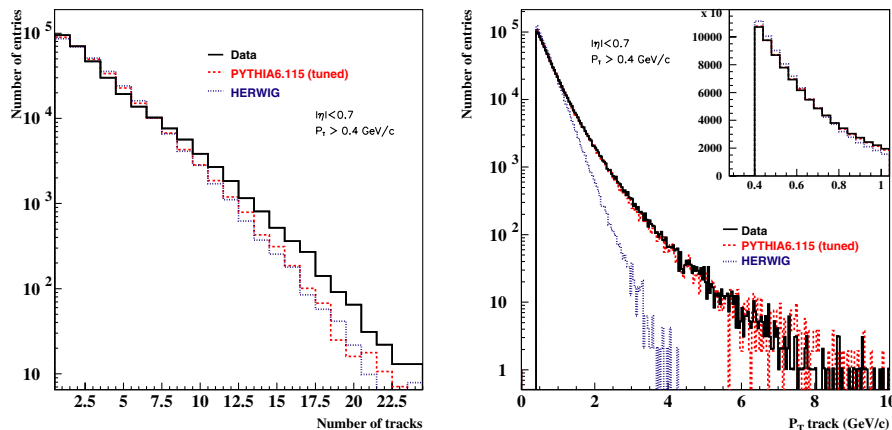 Number of entries
10^5
10^4
10^3
10^2
10
Data
PYTHIA6.115 (tuned)
HERWIG
|η|<0.7
P_T > 0.4 GeV/c
2.5 5 7.5 10 12.5 15 17.5 20 22.5
Number of tracks
Number of entries
10^5
10^4
10^3
10^2
10
1
|η|<0.7
P_T > 0.4 GeV/c
x 10
10000
8000
6000
4000
2000
0
0.4 0.6 0.8 1
Data
PYTHIA6.115 (tuned)
HERWIG
0 2 4 6 8 10
P_T track (GeV/c)